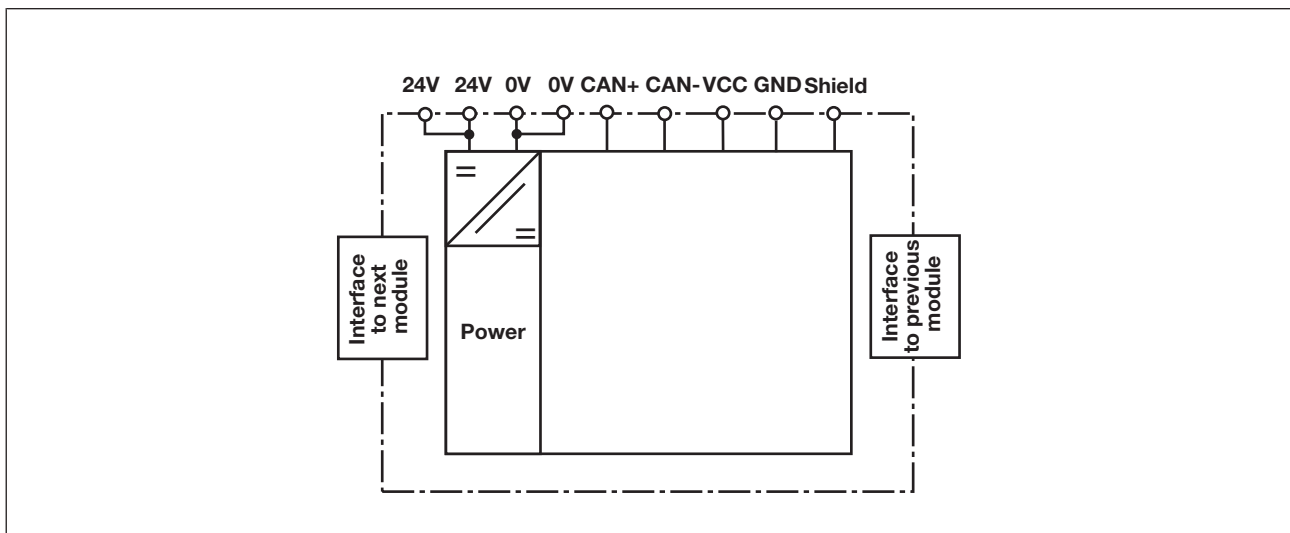 24V 24V 0V 0V CAN+ CAN- VCC GND Shield
Interface
to next
module
Power
Interface
to previous
module